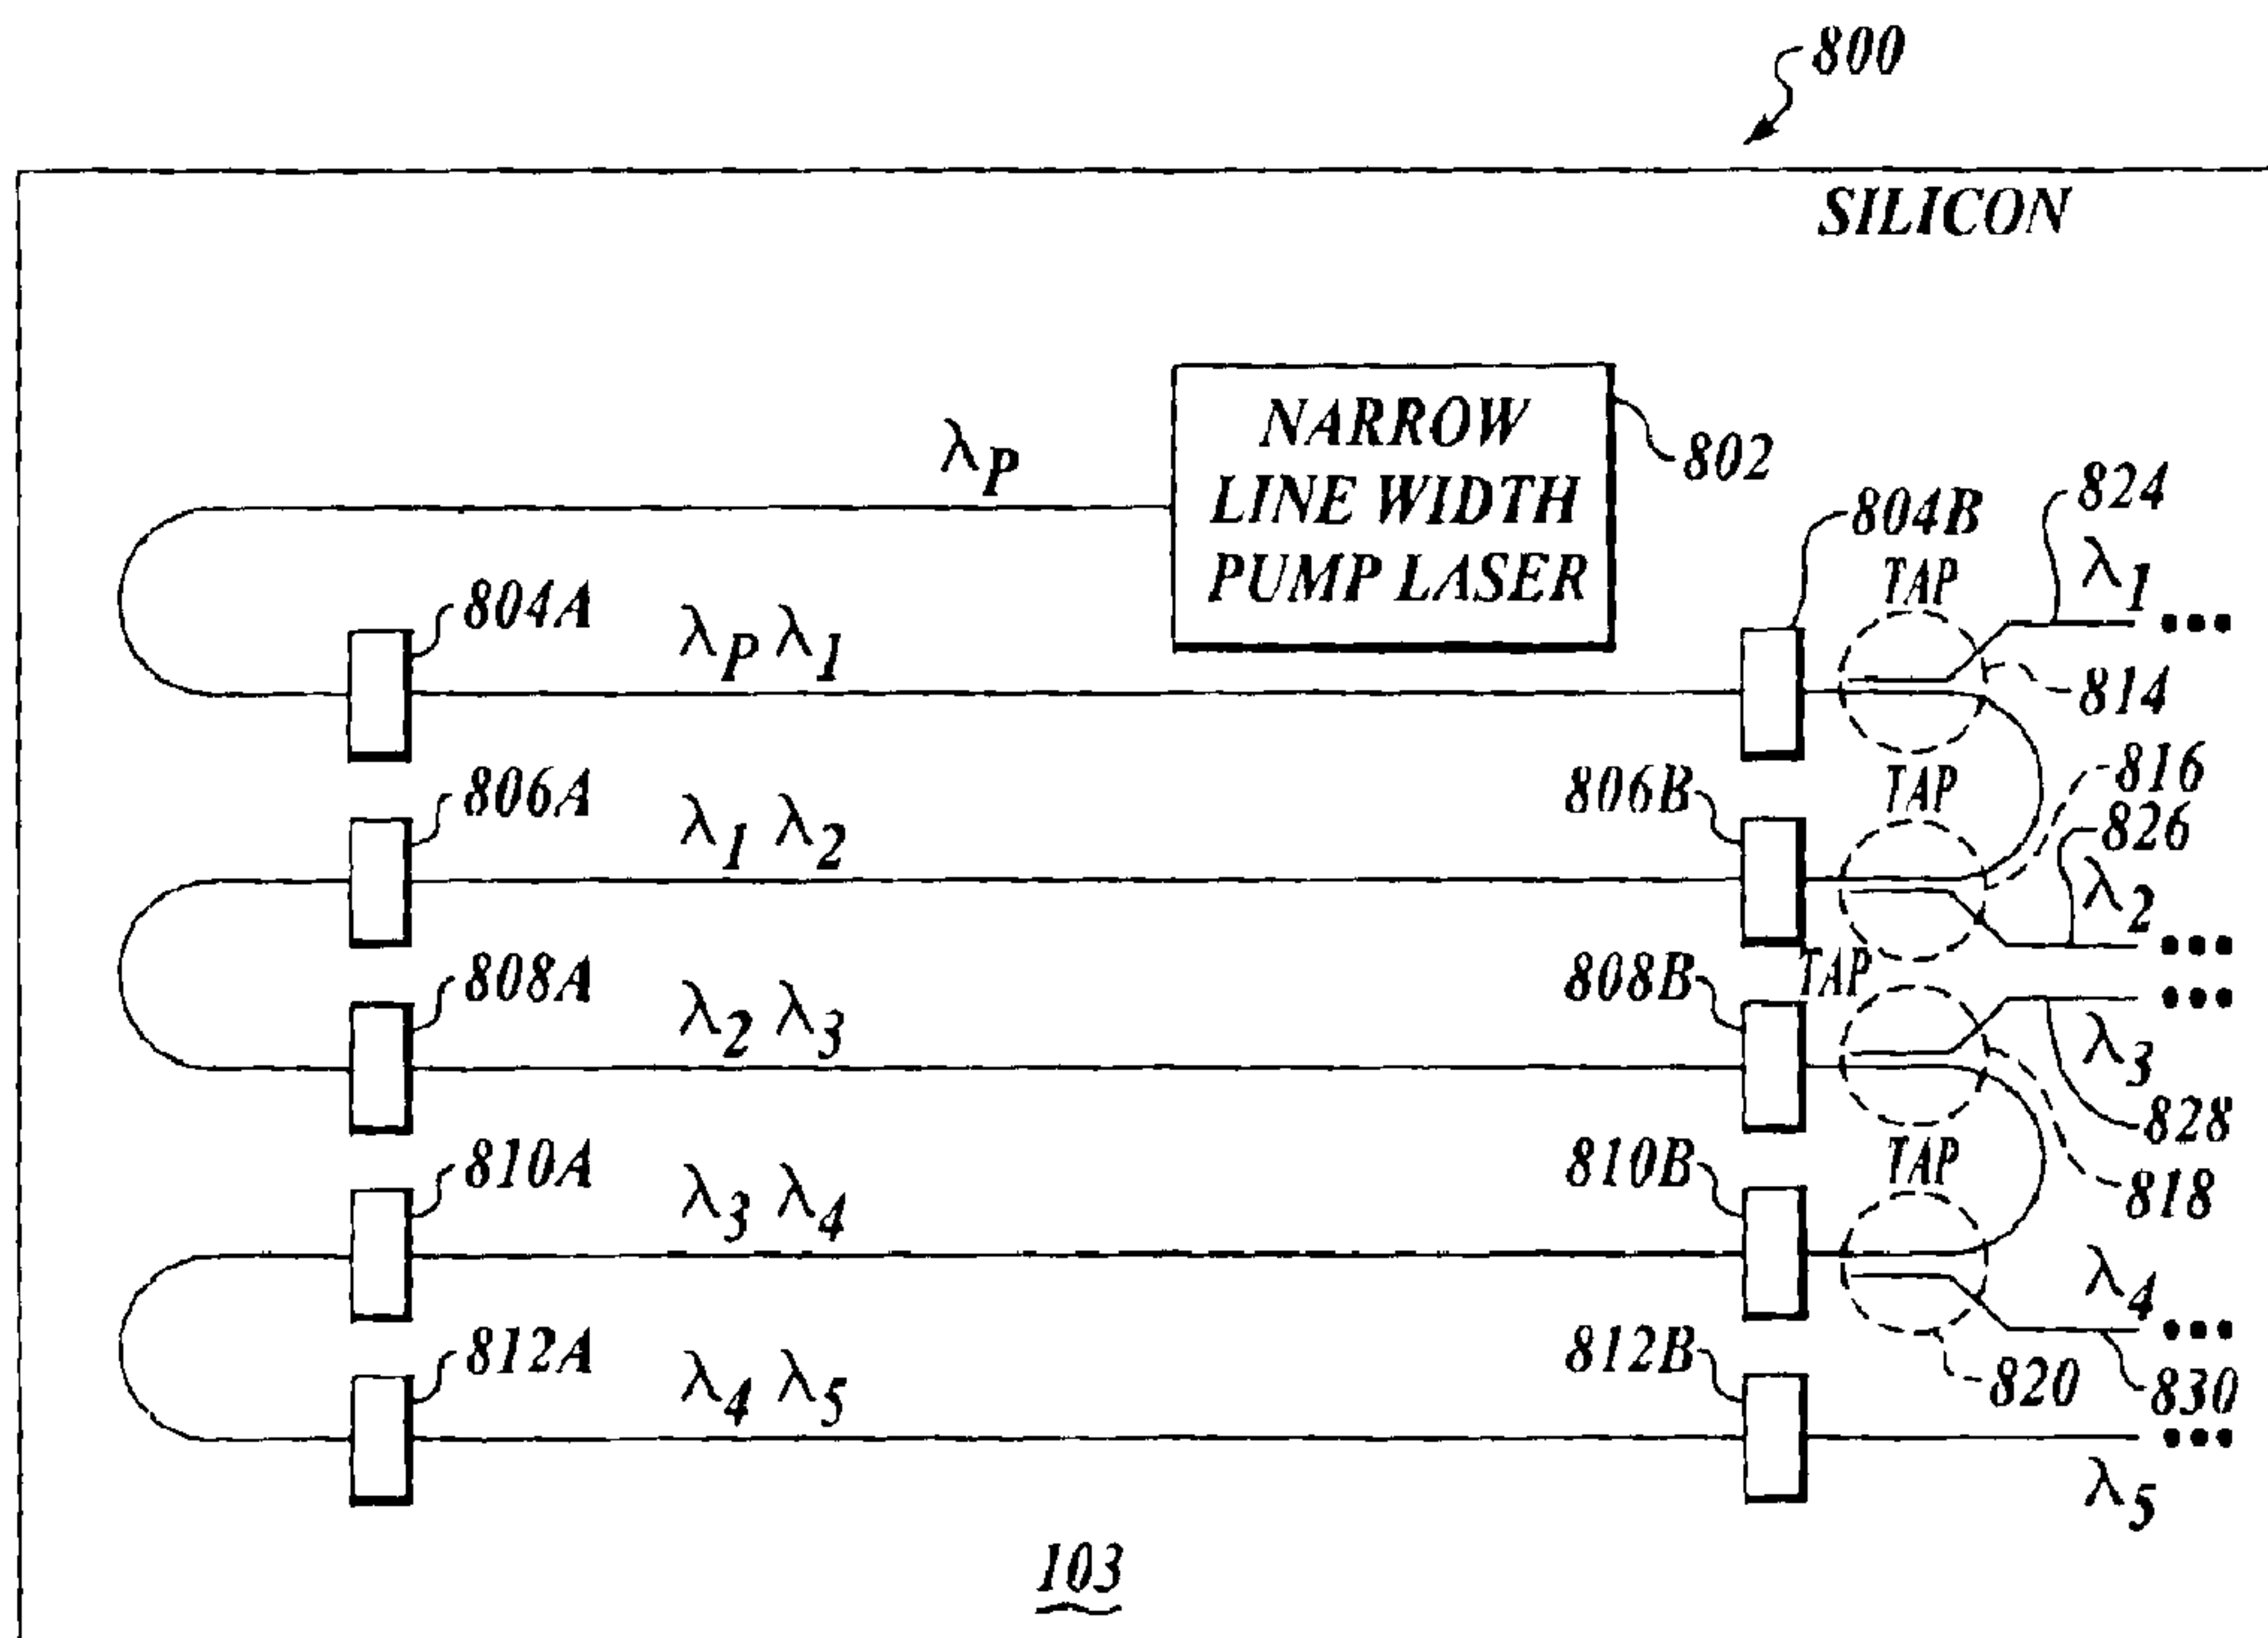 800
SILICON
NARROW
LINE WIDTH
PUMP LASER
802
λP
804B
824
TAP
λ1
804A
λP λ1
814
816
806A
λ1 λ2
806B
TAP
826
λ2
808A
λ2 λ3
808B
TAP
λ3
828
810A
λ3 λ4
810B
TAP
818
λ4
812A
λ4 λ5
812B
820
830
λ5
103